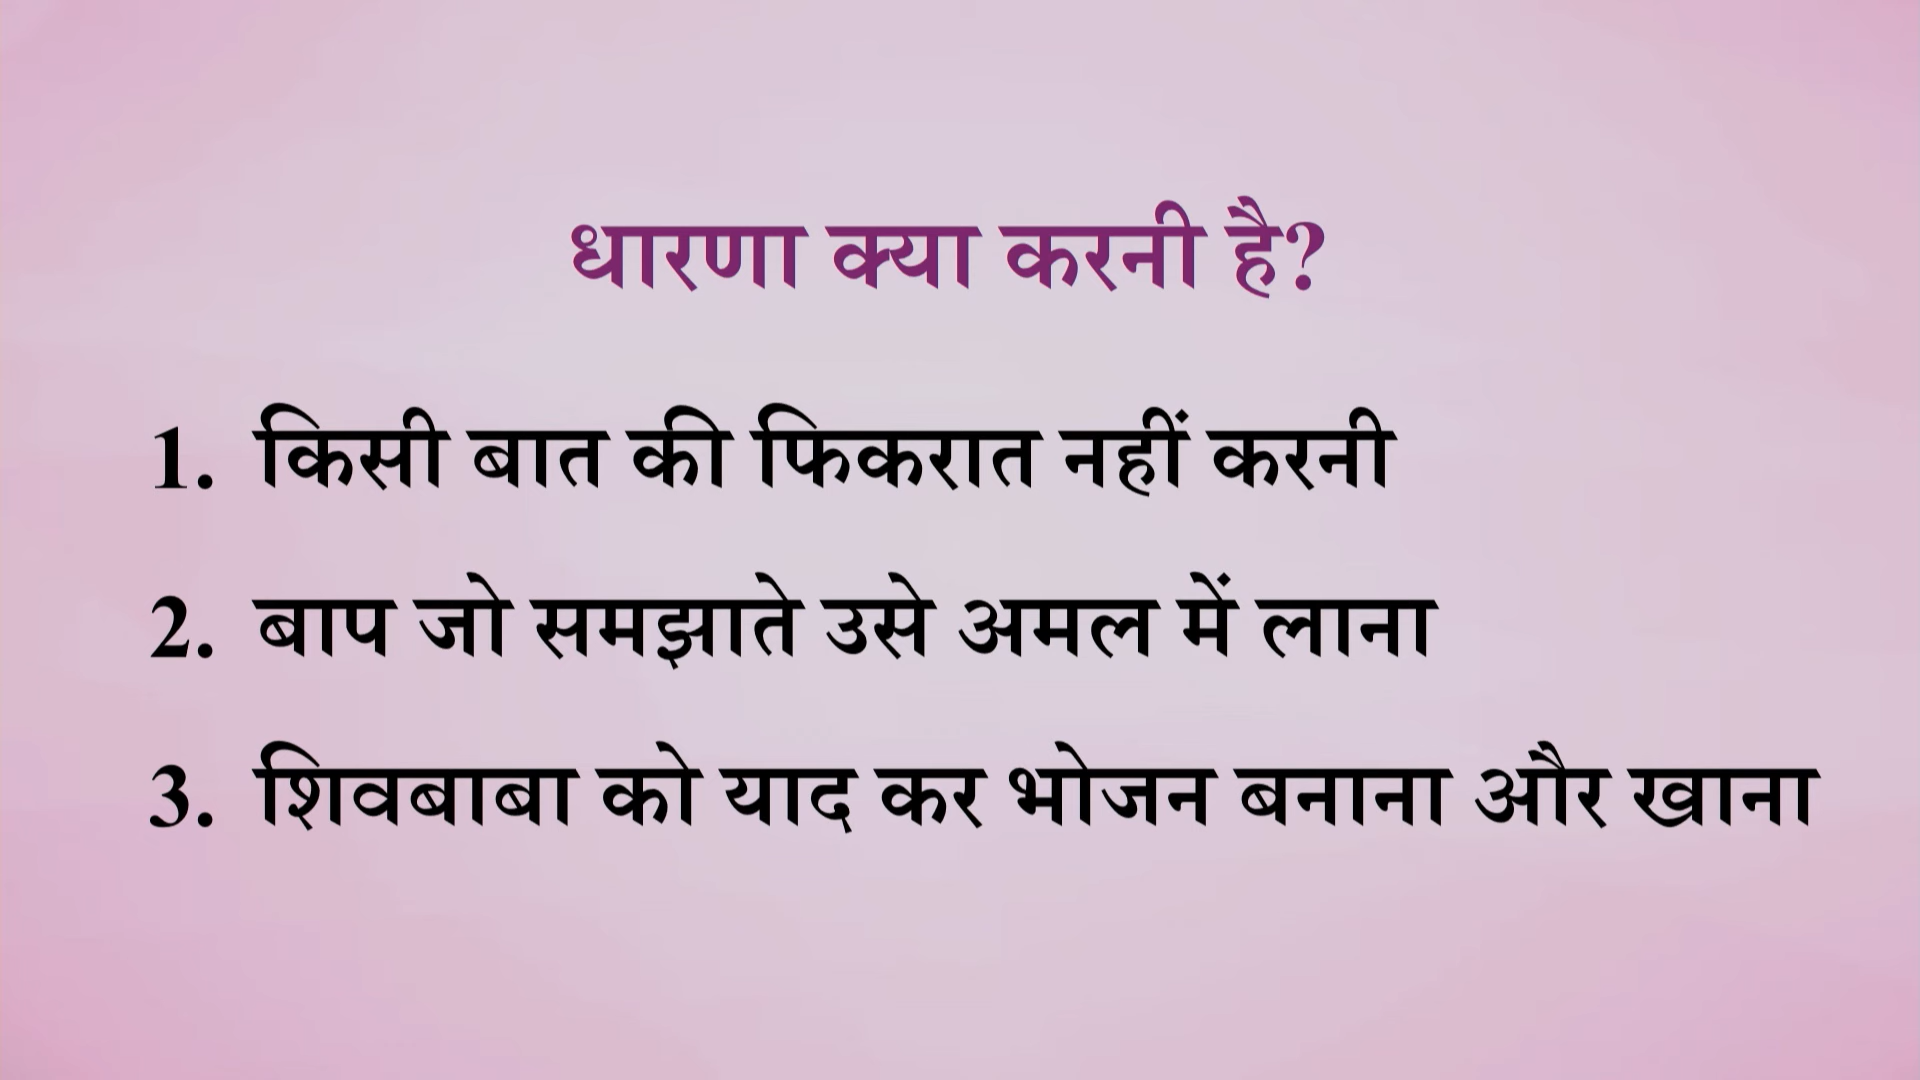 धारणा क्या करनी है?
1. किसी बात की फिकरात नहीं करनी
2. बाप जो समझाते उसे अमल में लाना
3. शिवबाबा को याद कर भोजन बनाना और खाना